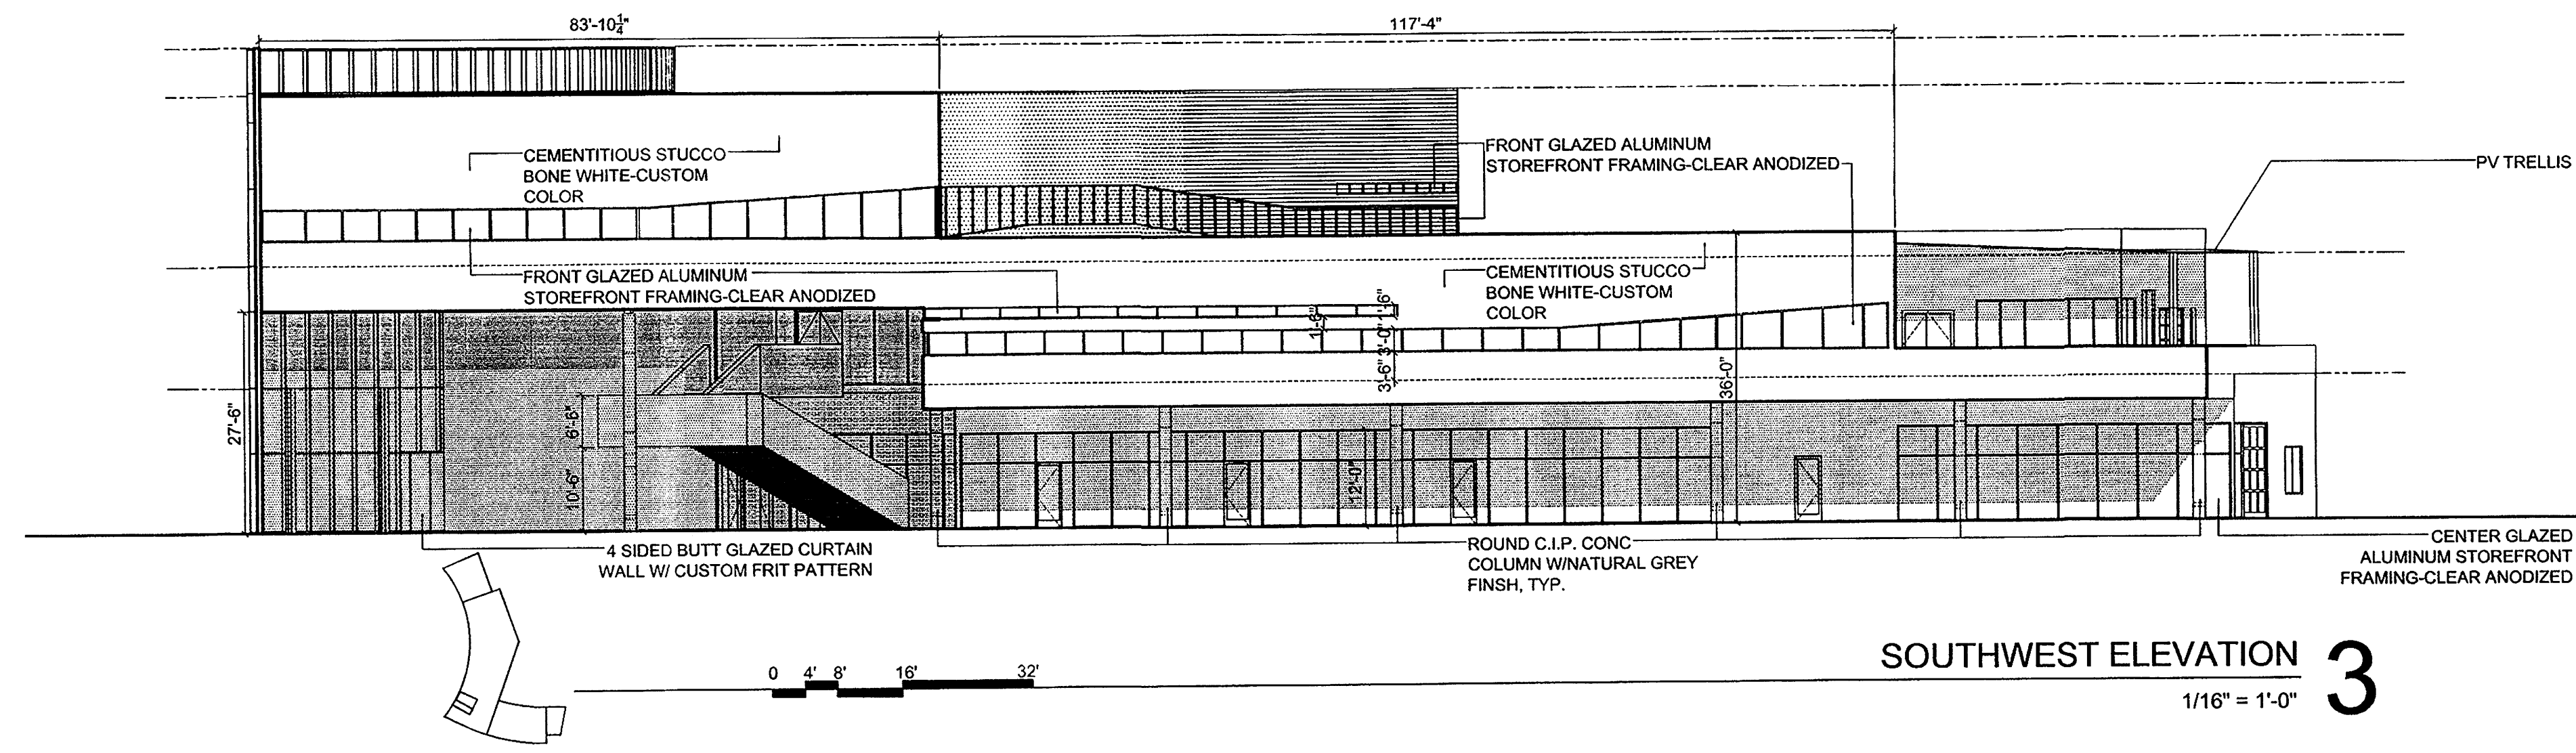 83'-10¼"
117'-4"
CEMENTITIOUS STUCCO
BONE WHITE-CUSTOM
COLOR
FRONT GLAZED ALUMINUM
STOREFRONT FRAMING-CLEAR ANODIZED
PV TRELLIS
FRONT GLAZED ALUMINUM
STOREFRONT FRAMING-CLEAR ANODIZED
CEMENTITIOUS STUCCO
BONE WHITE-CUSTOM
COLOR
1'-6"
1'-6"
3'-0"
3'-6"
36'-0"
27'-6"
6'-6"
10'-6"
12'-0"
4 SIDED BUTT GLAZED CURTAIN
WALL W/ CUSTOM FRIT PATTERN
ROUND C.I.P. CONC
COLUMN W/NATURAL GREY
FINSH, TYP.
CENTER GLAZED
ALUMINUM STOREFRONT
FRAMING-CLEAR ANODIZED
0 4' 8' 16' 32'
SOUTHWEST ELEVATION 3
1/16" = 1'-0"